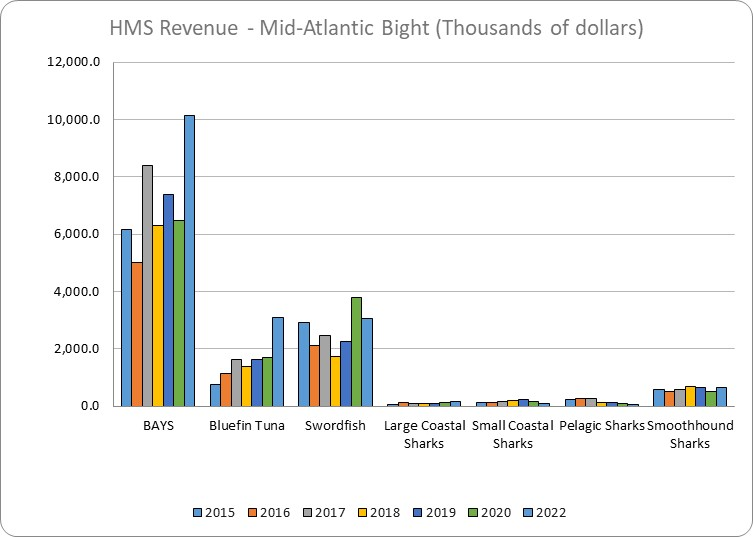 HMS Revenue - Mid-Atlantic Bight (Thousands of dollars)
12,000.0
10,000.0
8,000.0
6,000.0
4,000.0
2,000.0
0.0
BAYS
Bluefin Tuna
Swordfish
Large Coastal
Sharks
Small Coastal
Sharks
Pelagic Sharks
Smoothhound
Sharks
2015 2016 2017 2018 2019 2020 2022